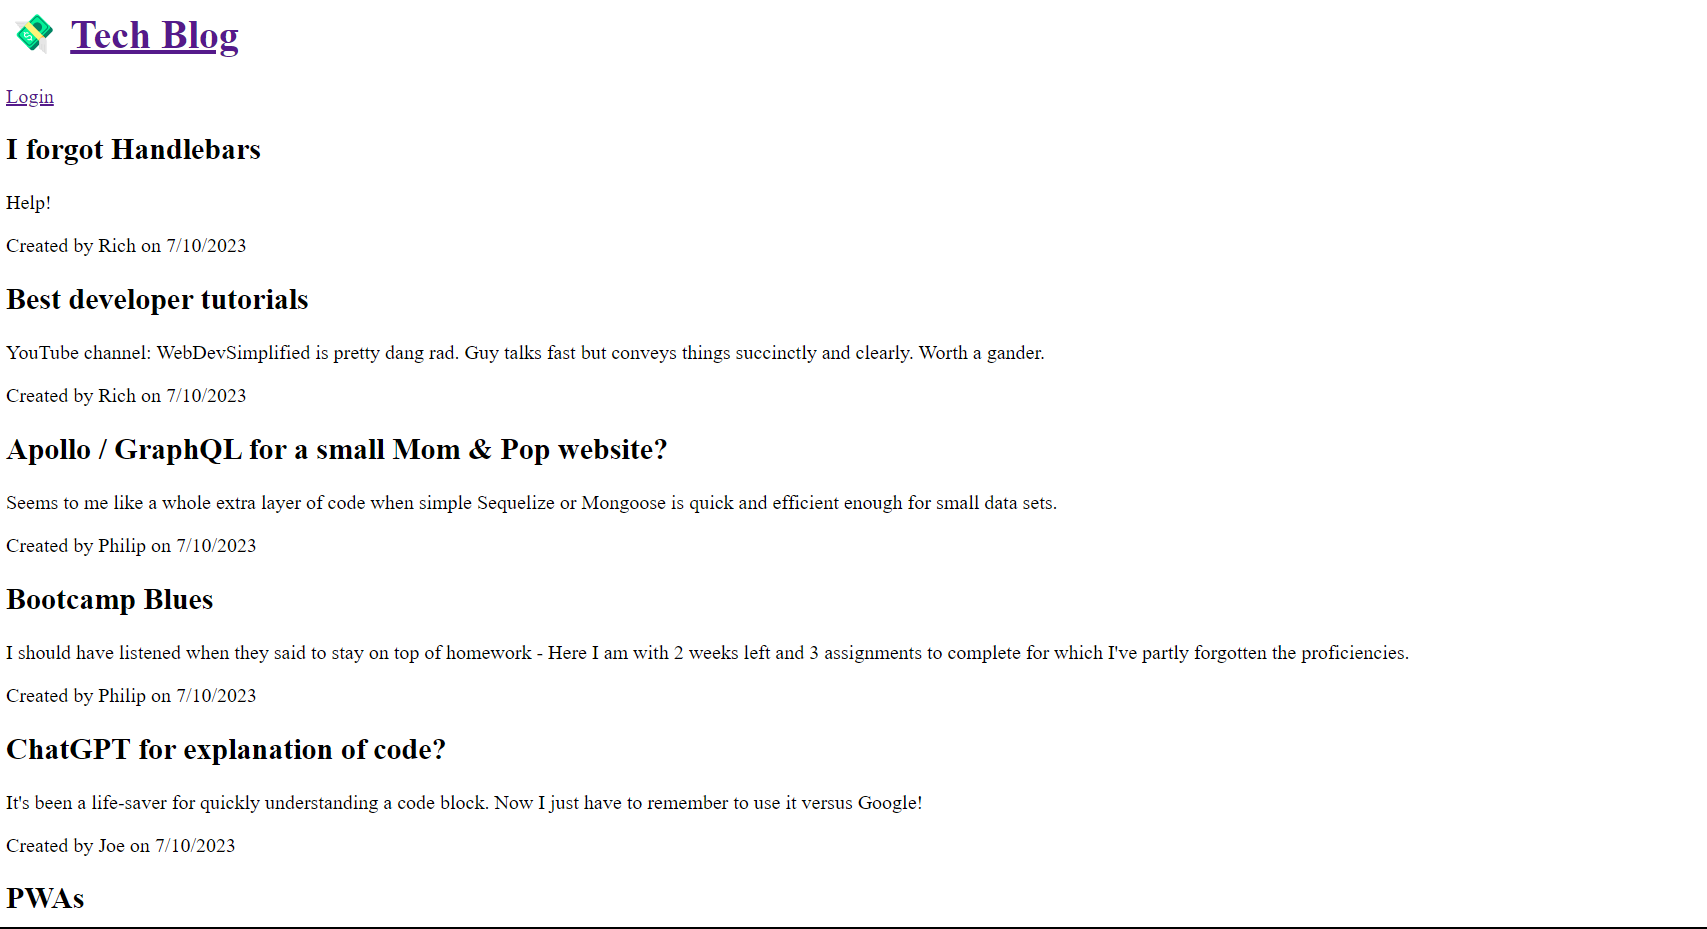 Tech Blog
Login
I forgot Handlebars
Help!
Created by Rich on 7/10/2023
Best developer tutorials
YouTube channel: WebDevSimplified is pretty dang rad. Guy talks fast but conveys things succinctly and clearly. Worth a gander.
Created by Rich on 7/10/2023
Apollo / GraphQL for a small Mom & Pop website?
Seems to me like a whole extra layer of code when simple Sequelize or Mongoose is quick and efficient enough for small data sets.
Created by Philip on 7/10/2023
Bootcamp Blues
I should have listened when they said to stay on top of homework - Here I am with 2 weeks left and 3 assignments to complete for which I've partly forgotten the proficiencies.
Created by Philip on 7/10/2023
ChatGPT for explanation of code?
It's been a life-saver for quickly understanding a code block. Now I just have to remember to use it versus Google!
Created by Joe on 7/10/2023
PWAs